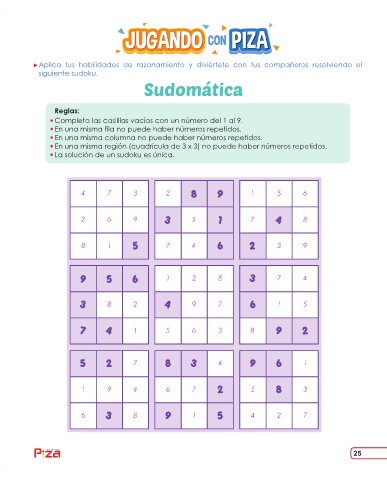 JUGANDO CON PIZA
Aplica tus habilidades de razonamiento y diviértete con tus compañeros resolviendo el
siguiente sudoku.
Sudomática
Reglas:
• Completa las casillas vacías con un número del 1 al 9.
• En una misma fila no puede haber números repetidos.
• En una misma columna no puede haber números repetidos.
• En una misma región (cuadrícula de 3 x 3) no puede haber números repetidos.
• La solución de un sudoku es única.
4 7 3 2 8 9 1 5 6
2 6 9 3 5 1 7 4 8
8 1 5 7 4 6 2 3 9
9 5 6 1 2 8 3 7 4
3 8 2 4 9 7 6 1 5
7 4 1 5 6 3 8 9 2
5 2 7 8 3 4 9 6 1
1 9 4 6 7 2 5 8 3
6 3 8 9 1 5 4 2 7
Piza
25